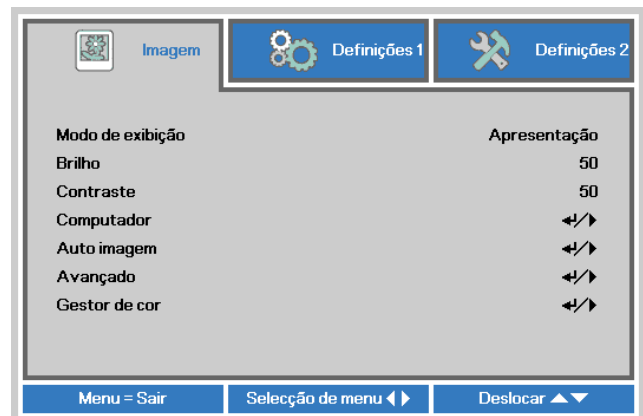 Imagem
Definições 1
Definições 2
Modo de exibição Apresentação
Brilho 50
Contraste 50
Computador ↵/▶
Auto imagem ↵/▶
Avançado ↵/▶
Gestor de cor ↵/▶
Menu = Sair
Selecção de menu ◀▶
Deslocar ▲▼